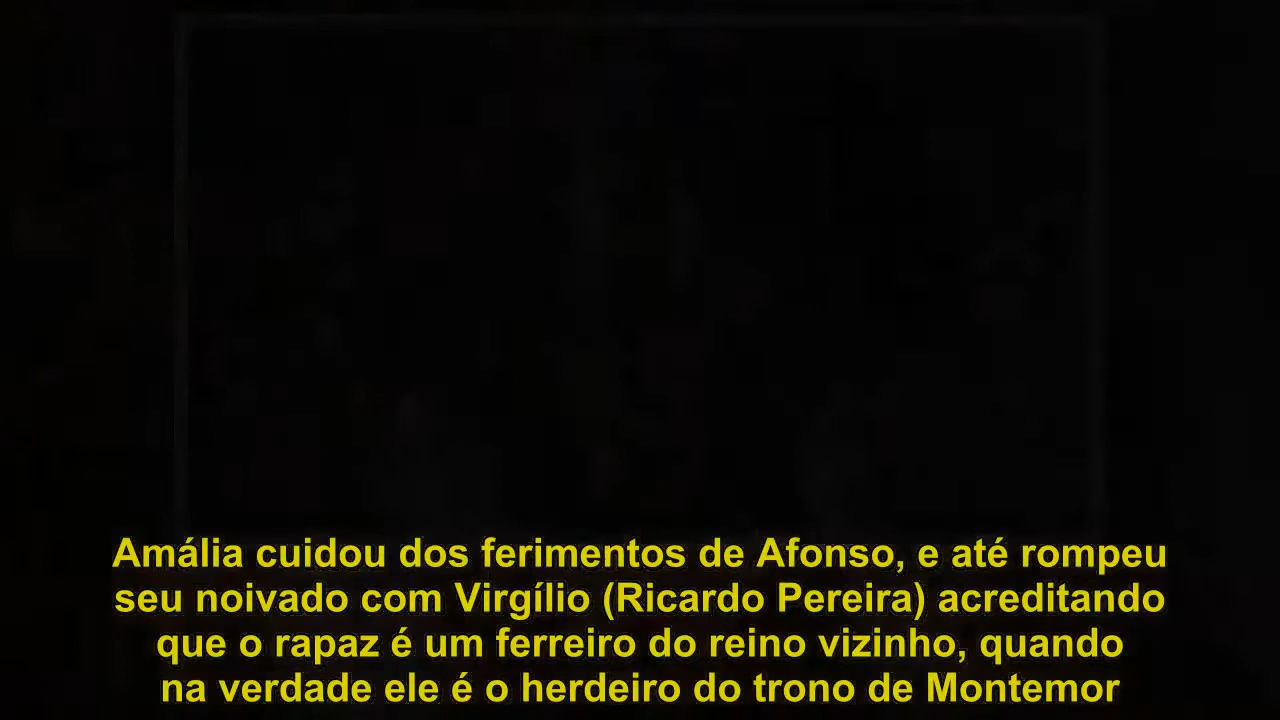 Amália cuidou dos ferimentos de Afonso, e até rompeu
seu noivado com Virgílio (Ricardo Pereira) acreditando
que o rapaz é um ferreiro do reino vizinho, quando
na verdade ele é o herdeiro do trono de Montemor